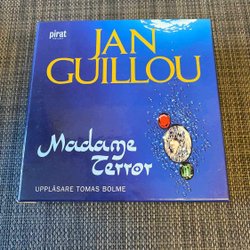 pirat
JAN
GUILLOU
Madame
Terror
UPPLÄSARE TOMAS BOLME